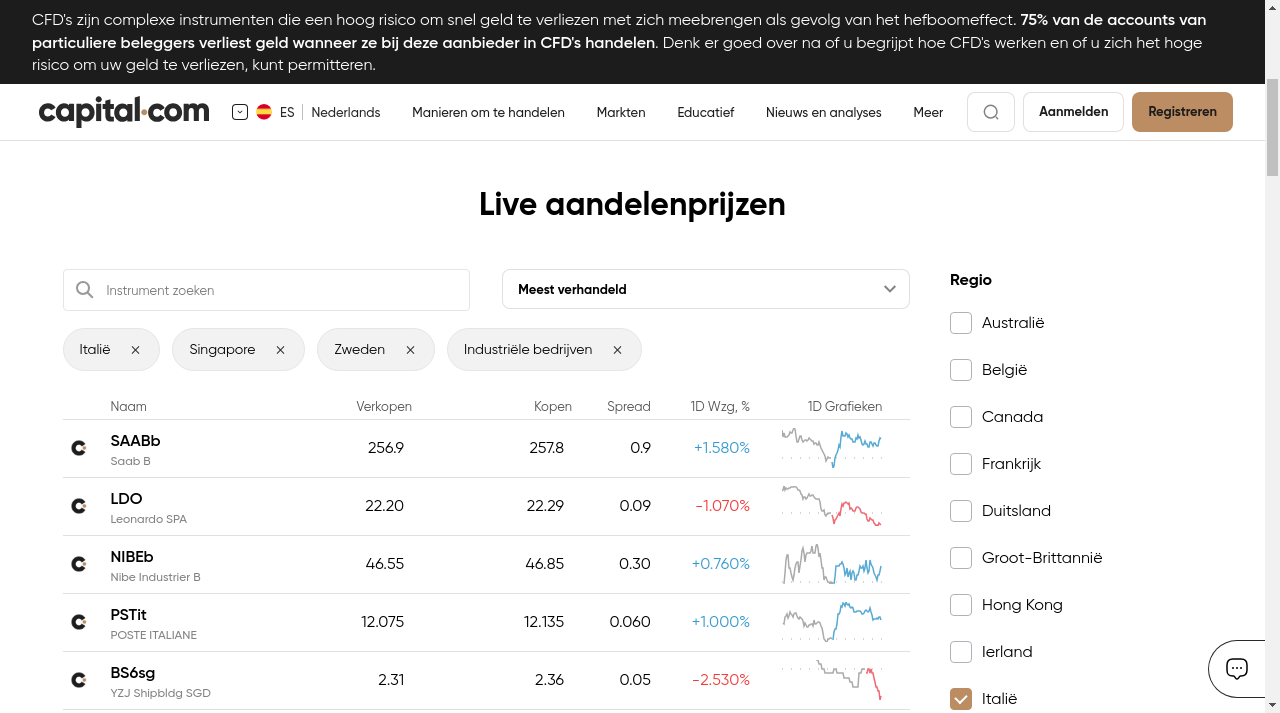 CFD's zijn complexe instrumenten die een hoog risico om snel geld te verliezen met zich meebrengen als gevolg van het hefboomeffect. 75% van de accounts van
particuliere beleggers verliest geld wanneer ze bij deze aanbieder in CFD's handelen. Denk er goed over na of u begrijpt hoe CFD's werken en of u zich het hoge
risico om uw geld te verliezen, kunt permitteren.
capital.com ES Nederlands Manieren om te handelen Markten Educatief Nieuws en analyses Meer Aanmelden Registreren
Live aandelenprijzen
Instrument zoeken Meest verhandeld
Italië Singapore Zweden Industriële bedrijven
Naam Verkopen Kopen Spread 1D Wzg, % 1D Grafieken
SAABb 256.9 257.8 0.9 +1.580%
Saab B
LDO 22.20 22.29 0.09 -1.070%
Leonardo SPA
NIBEb 46.55 46.85 0.30 +0.760%
Nibe Industrier B
PSTit 12.075 12.135 0.060 +1.000%
POSTE ITALIANE
BS6sg 2.31 2.36 0.05 -2.530%
YZJ Shipbldg SGD
Regio
Australië
België
Canada
Frankrijk
Duitsland
Groot-Brittannië
Hong Kong
Ierland
Italië